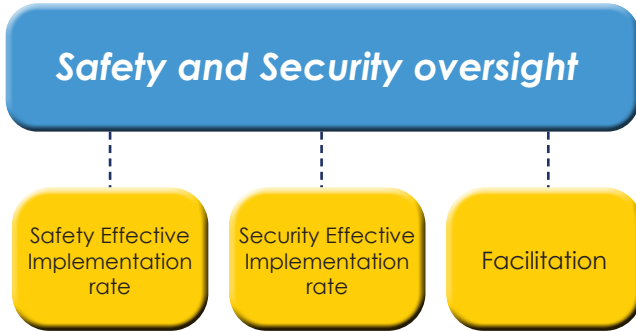 Safety and Security oversight
Safety Effective
Implementation
rate
Security Effective
Implementation
rate
Facilitation